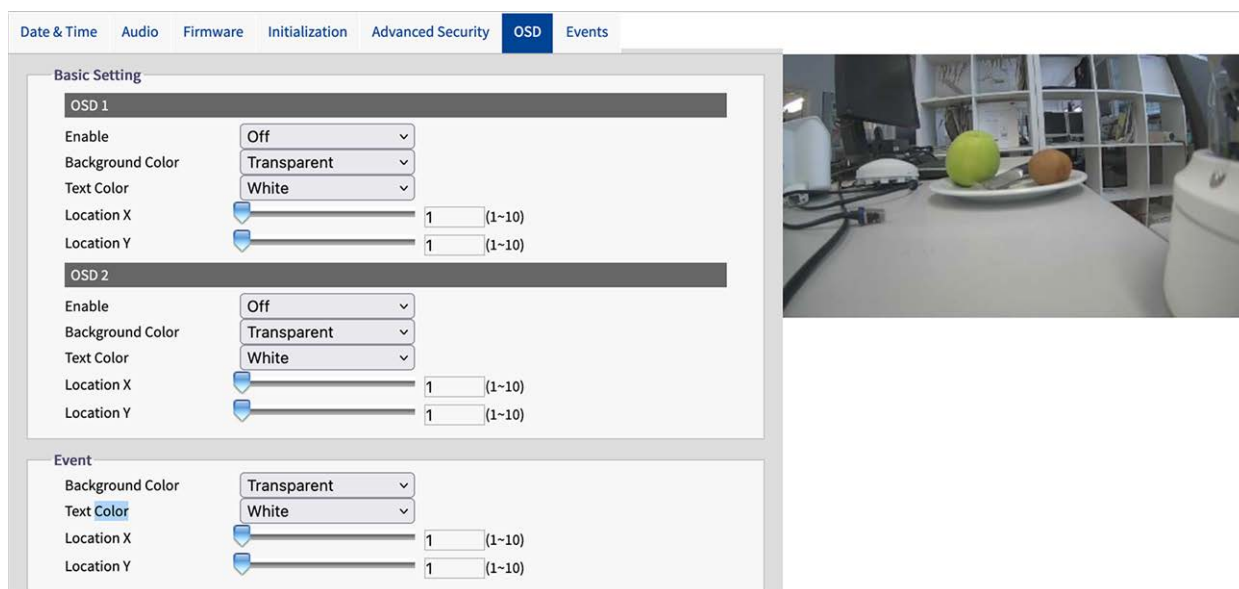 Date & Time Audio Firmware Initialization Advanced Security OSD Events
Basic Setting
OSD 1
Enable Off
Background Color Transparent
Text Color White
Location X 1 (1~10)
Location Y 1 (1~10)
OSD 2
Enable Off
Background Color Transparent
Text Color White
Location X 1 (1~10)
Location Y 1 (1~10)
Event
Background Color Transparent
Text Color White
Location X 1 (1~10)
Location Y 1 (1~10)